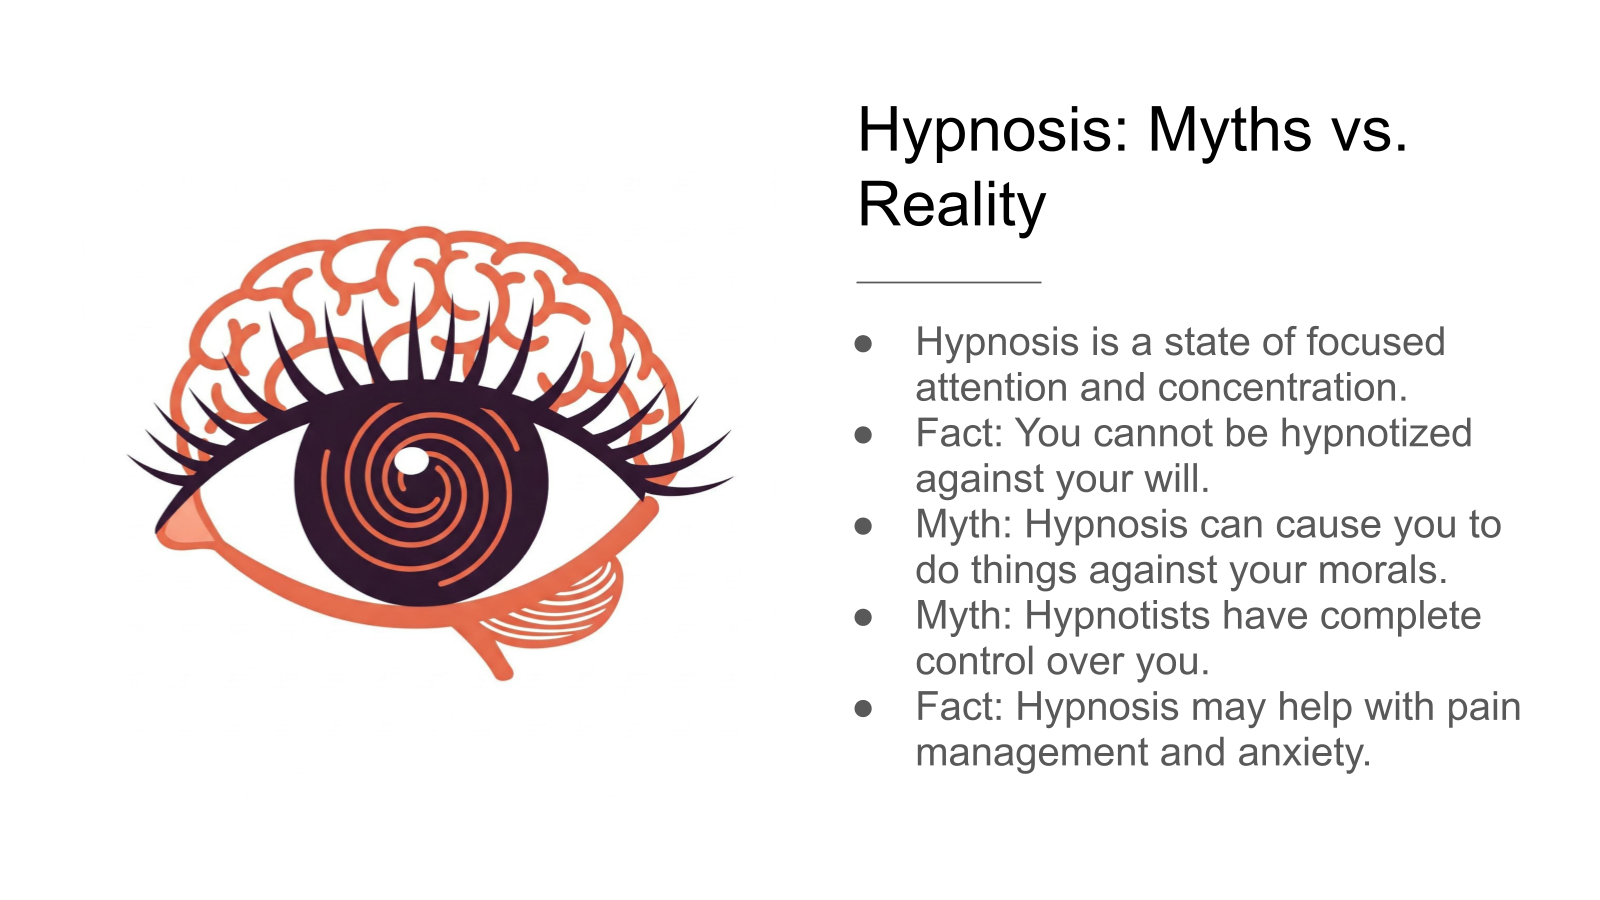 Hypnosis: Myths vs.
Reality
● Hypnosis is a state of focused
attention and concentration.
● Fact: You cannot be hypnotized
against your will.
● Myth: Hypnosis can cause you to
do things against your morals.
● Myth: Hypnotists have complete
control over you.
● Fact: Hypnosis may help with pain
management and anxiety.